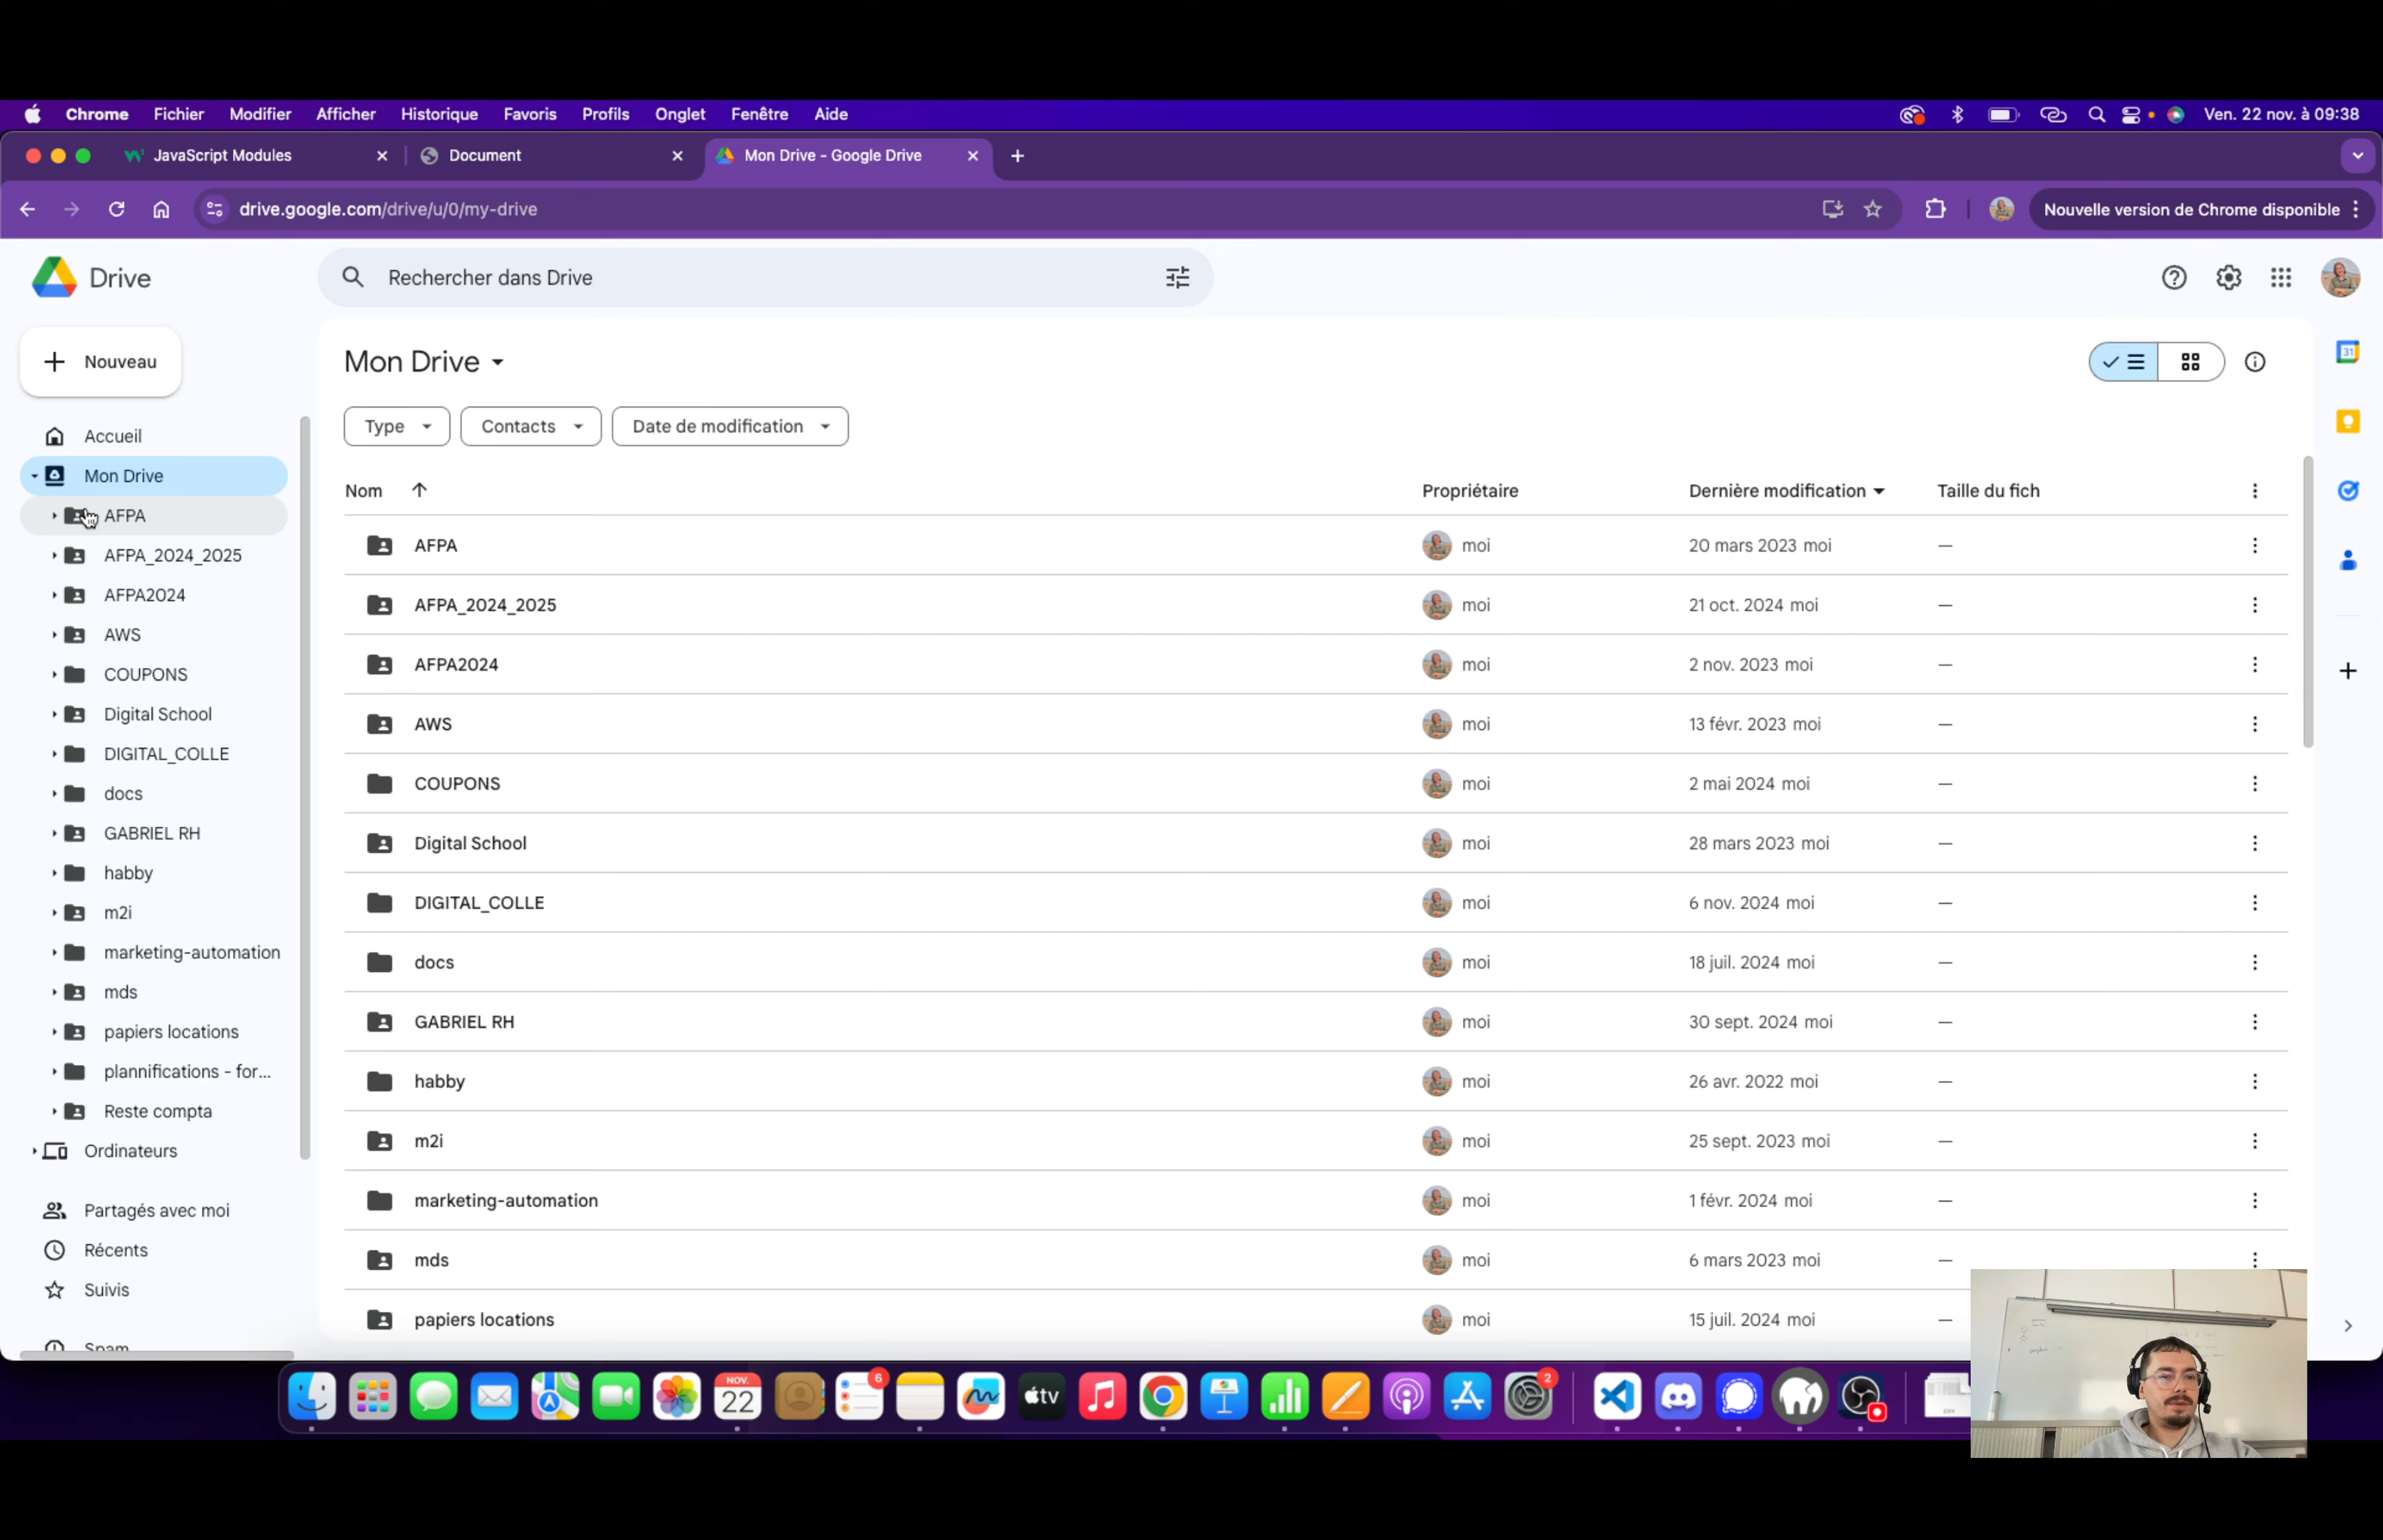 Chrome Fichier Modifier Afficher Historique Favoris Profils Onglet Fenêtre Aide Ven. 22 nov. à 09:38
JavaScript Modules Document Mon Drive - Google Drive
drive.google.com/drive/u/0/my-drive Nouvelle version de Chrome disponible
Drive Rechercher dans Drive
Nouveau
Accueil
Mon Drive
AFPA
AFPA_2024_2025
AFPA2024
AWS
COUPONS
Digital School
DIGITAL_COLLE
docs
GABRIEL RH
habby
m2i
marketing-automation
mds
papiers locations
plannifications - for...
Reste compta
Ordinateurs
Partagés avec moi
Récents
Suivis
Spam
Mon Drive
Type Contacts Date de modification
Nom Propriétaire Dernière modification Taille du fich
AFPA moi 20 mars 2023 moi —
AFPA_2024_2025 moi 21 oct. 2024 moi —
AFPA2024 moi 2 nov. 2023 moi —
AWS moi 13 févr. 2023 moi —
COUPONS moi 2 mai 2024 moi —
Digital School moi 28 mars 2023 moi —
DIGITAL_COLLE moi 6 nov. 2024 moi —
docs moi 18 juil. 2024 moi —
GABRIEL RH moi 30 sept. 2024 moi —
habby moi 26 avr. 2022 moi —
m2i moi 25 sept. 2023 moi —
marketing-automation moi 1 févr. 2024 moi —
mds moi 6 mars 2023 moi —
papiers locations moi 15 juil. 2024 moi —
31
NOV.
22
6
tv
2
CSV